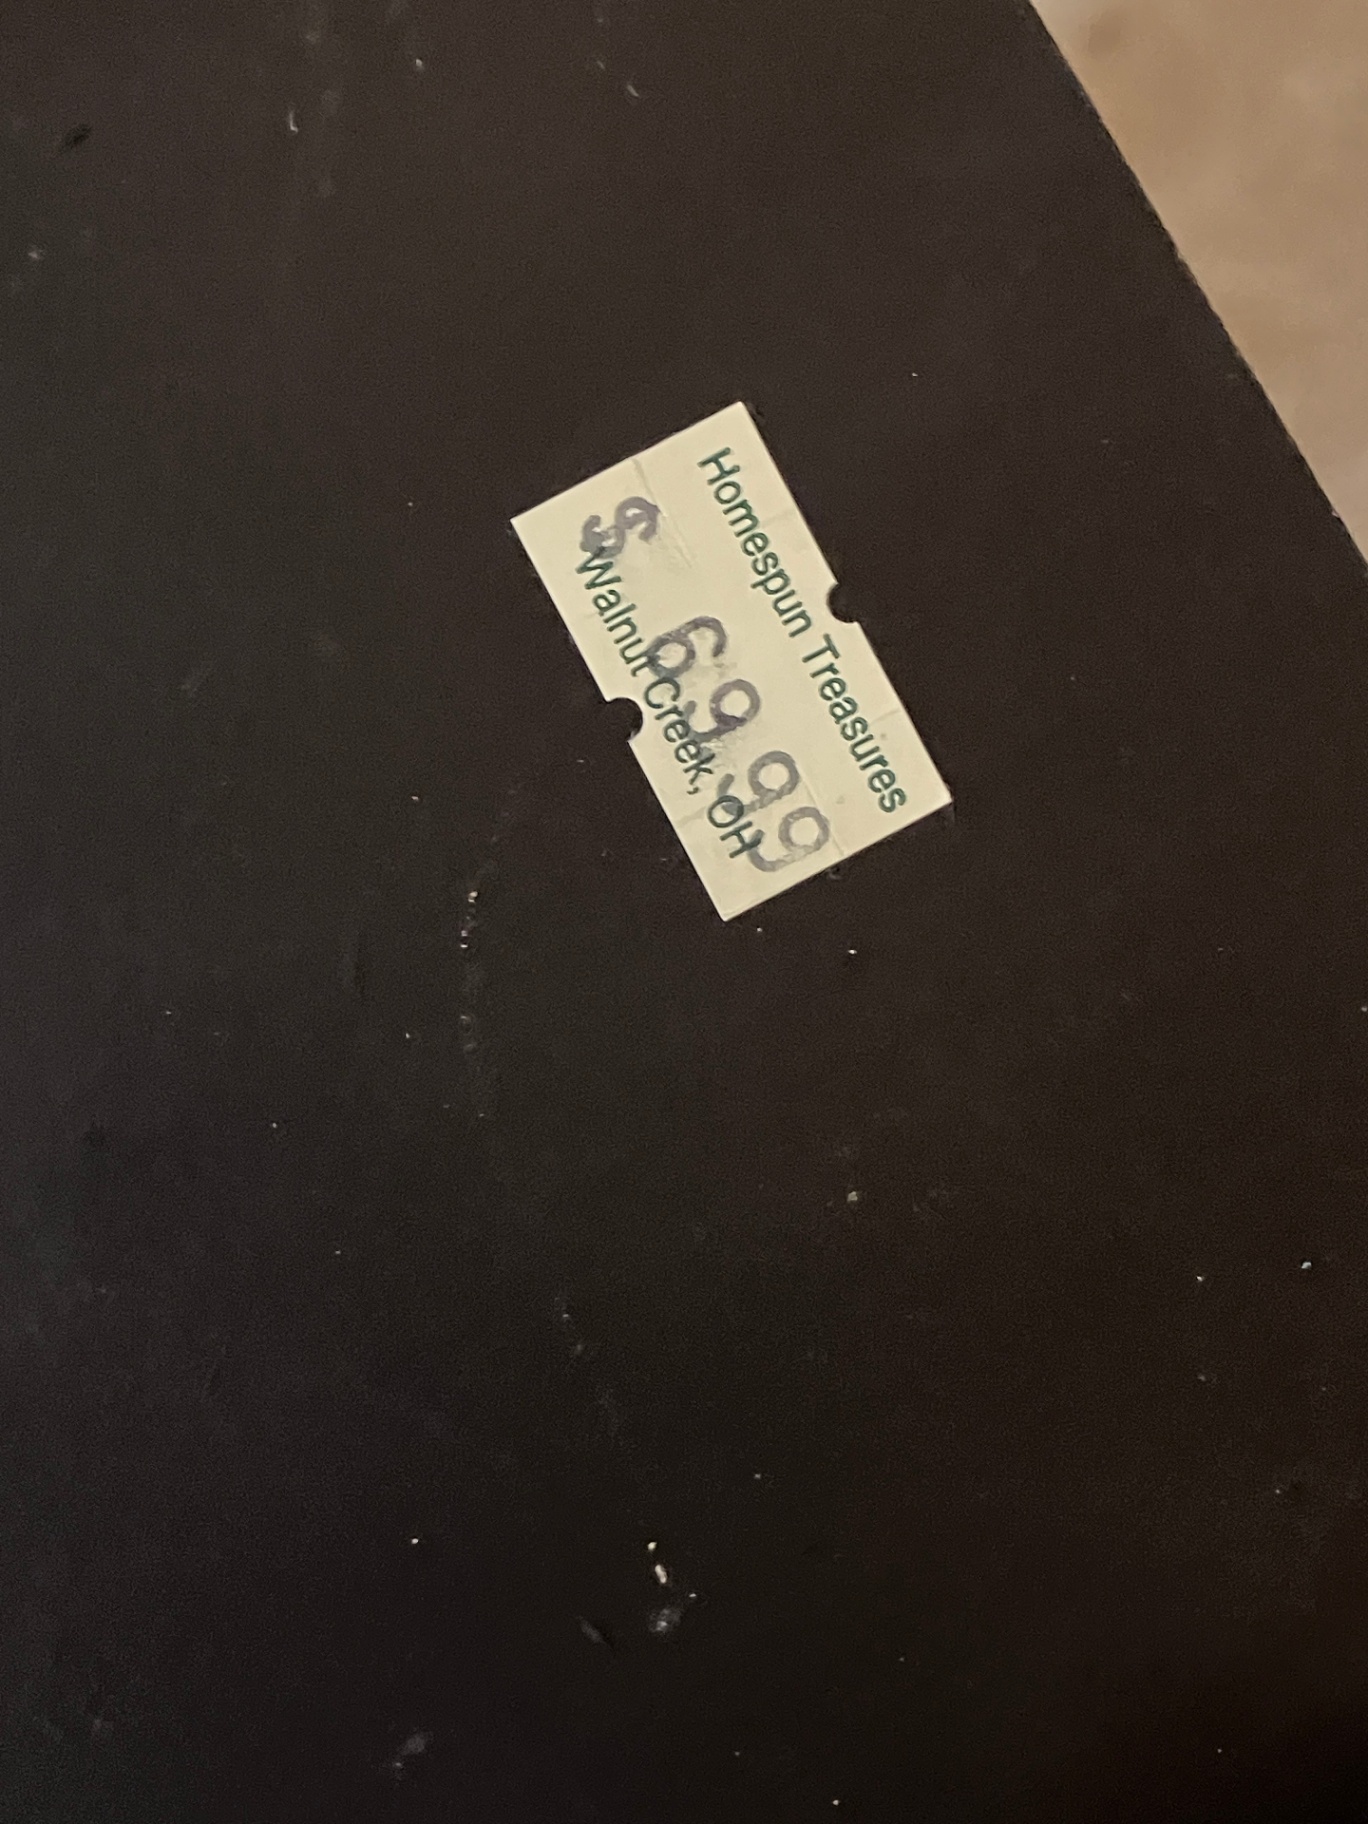 Homespun Treasures
$ 69.99
Walnut Creek, OH